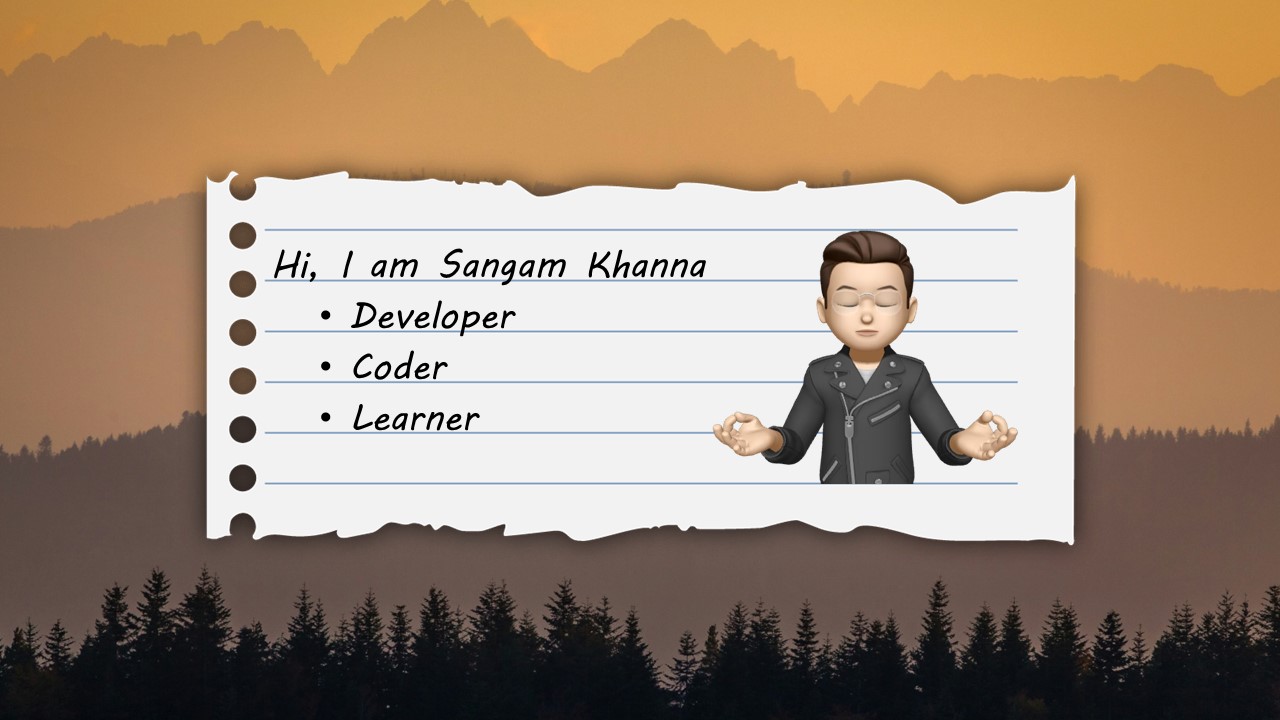 Hi, I am Sangam Khanna
• Developer
• Coder
• Learner